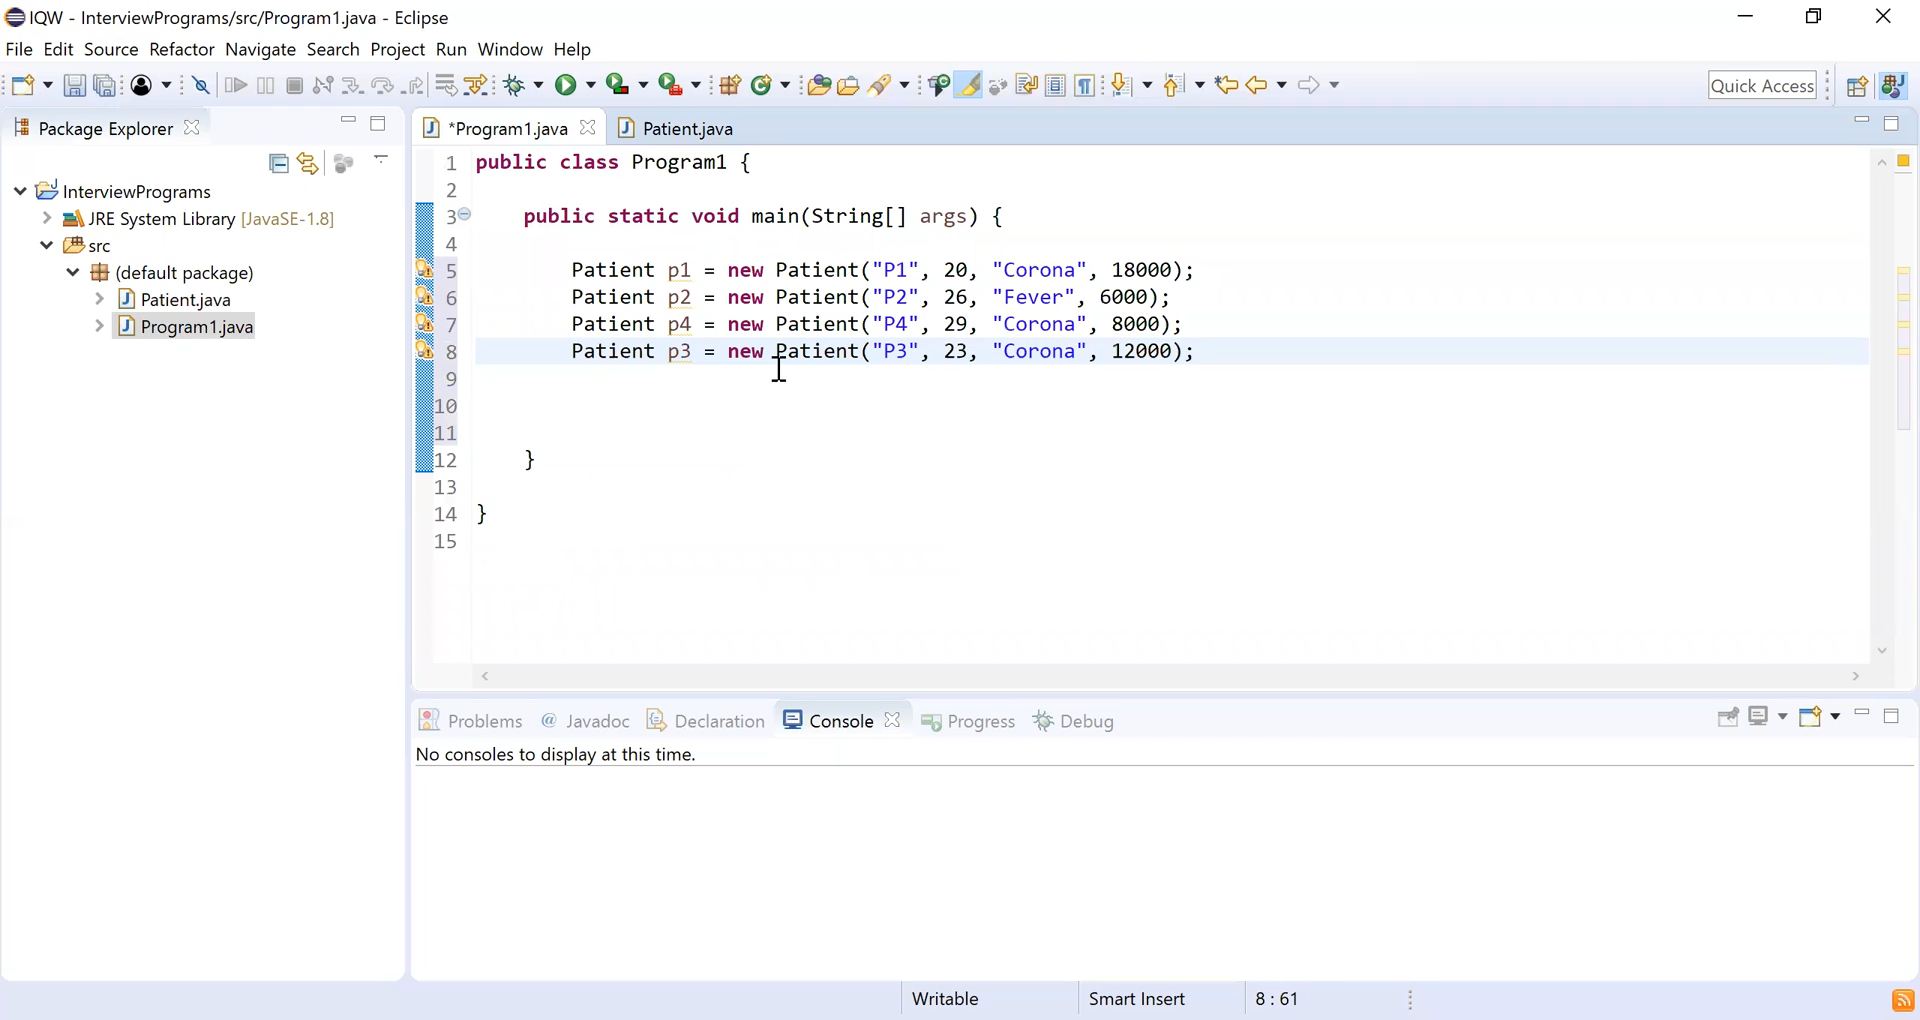 IQW - InterviewPrograms/src/Program1.java - Eclipse
File Edit Source Refactor Navigate Search Project Run Window Help
Quick Access
Package Explorer
*Program1.java
Patient.java
InterviewPrograms
JRE System Library [JavaSE-1.8]
src
(default package)
Patient.java
Program1.java
1 public class Program1 {
2
3 public static void main(String[] args) {
4
5 Patient p1 = new Patient("P1", 20, "Corona", 18000);
6 Patient p2 = new Patient("P2", 26, "Fever", 6000);
7 Patient p4 = new Patient("P4", 29, "Corona", 8000);
8 Patient p3 = new Patient("P3", 23, "Corona", 12000);
9
10
11
12 }
13
14 }
15
Problems @ Javadoc Declaration Console Progress Debug
No consoles to display at this time.
Writable Smart Insert 8 : 61